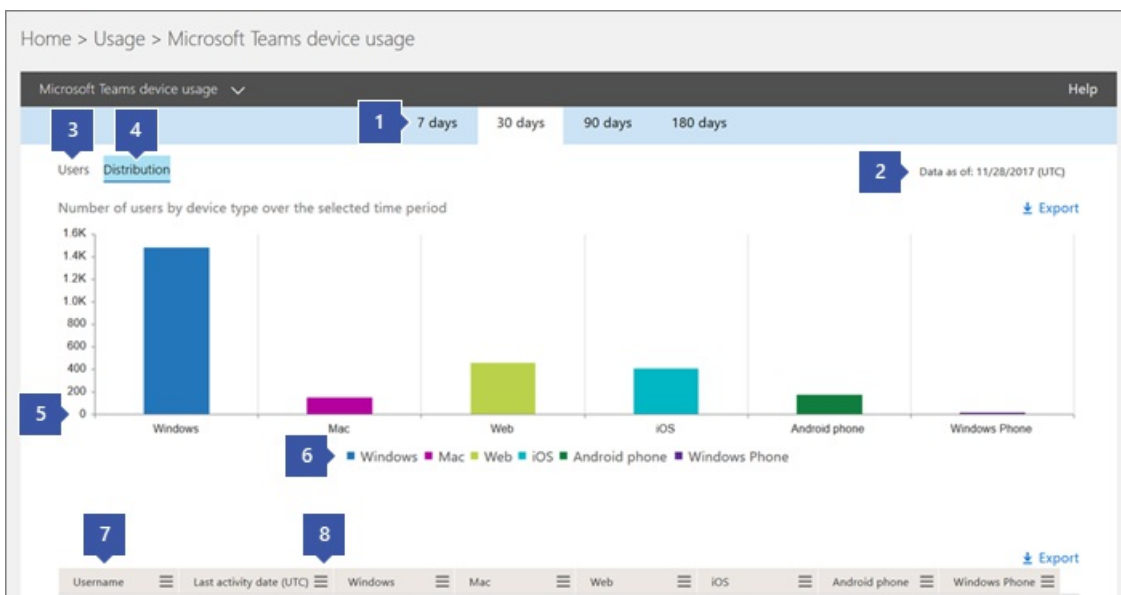 Home > Usage > Microsoft Teams device usage
Microsoft Teams device usage
Help
1
7 days
30 days
90 days
180 days
3
4
Users
Distribution
2
Data as of: 11/28/2017 (UTC)
Number of users by device type over the selected time period
Export
1.6K
1.4K
1.2K
1.0K
800
600
400
200
5
0
Windows
Mac
Web
iOS
Android phone
Windows Phone
6
Windows Mac Web iOS Android phone Windows Phone
7
8
Export
Username
Last activity date (UTC)
Windows
Mac
Web
iOS
Android phone
Windows Phone